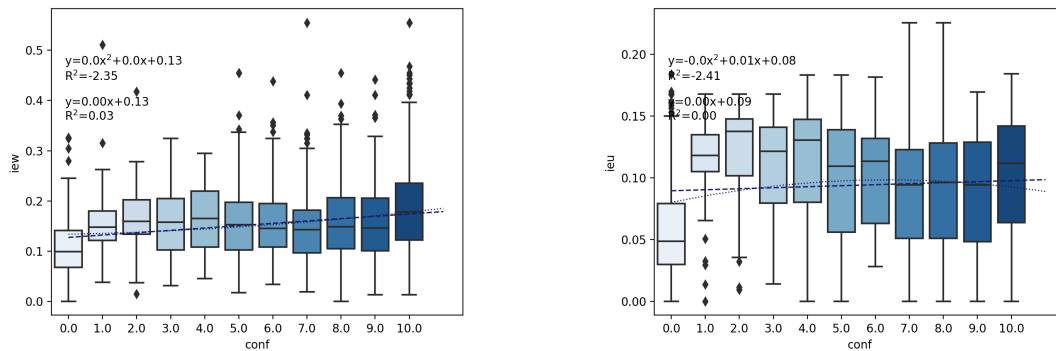 0.5
0.4
0.3
0.2
0.1
0.0
iew
y=0.0x²+0.0x+0.13
R²=-2.35
y=0.00x+0.13
R²=0.03
0.0 1.0 2.0 3.0 4.0 5.0 6.0 7.0 8.0 9.0 10.0
conf
0.20
0.15
0.10
0.05
0.00
ieu
y=-0.0x²+0.01x+0.08
R²=-2.41
y=0.00x+0.09
R²=0.00
0.0 1.0 2.0 3.0 4.0 5.0 6.0 7.0 8.0 9.0 10.0
conf